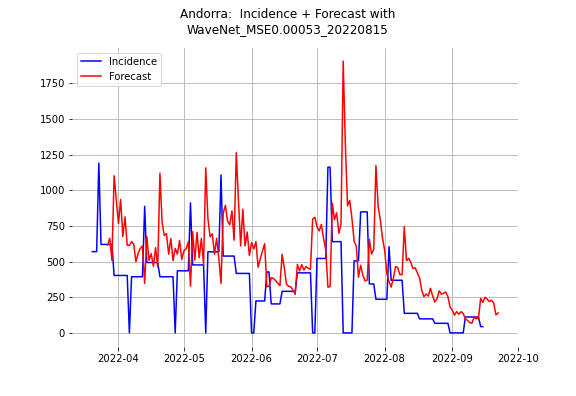 Andorra:  Incidence + Forecast with
WaveNet_MSE0.00053_20220815
Incidence
Forecast
1750
1500
1250
1000
750
500
250
0
2022-04 2022-05 2022-06 2022-07 2022-08 2022-09 2022-10